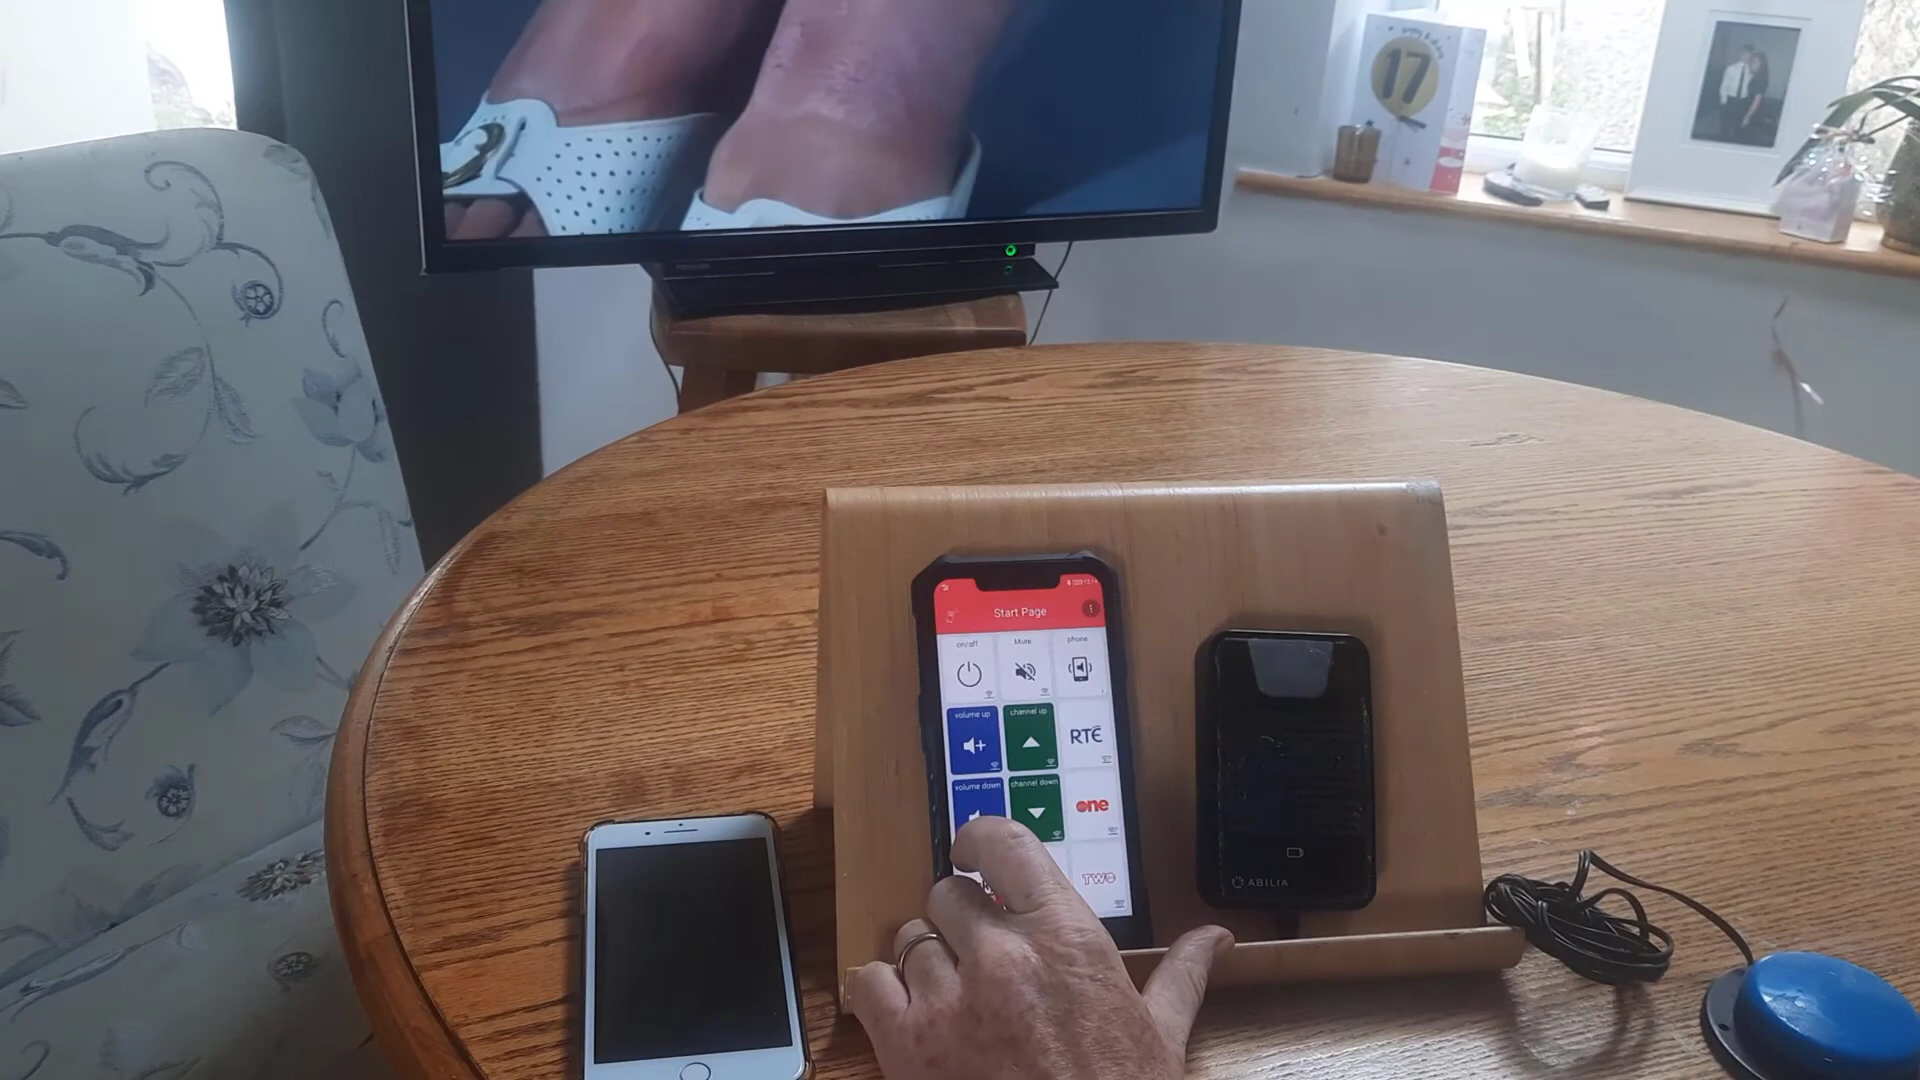 17
Start Page
on/off
Mute
phone
volume up
channel up
RTÉ
volume down
channel down
one
TWO
ABILIA